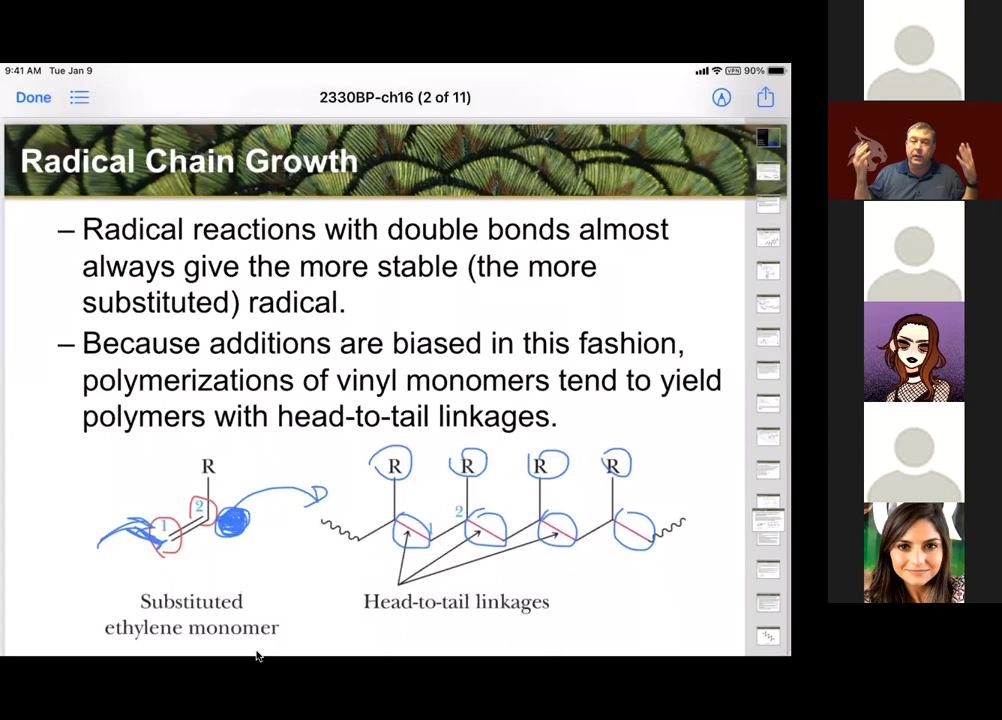 9:41 AM Tue Jan 9
VPN 90%
Done
2330BP-ch16 (2 of 11)
Radical Chain Growth
– Radical reactions with double bonds almost
always give the more stable (the more
substituted) radical.
– Because additions are biased in this fashion,
polymerizations of vinyl monomers tend to yield
polymers with head-to-tail linkages.
R
1
2
R R R R
2
Substituted
ethylene monomer
Head-to-tail linkages